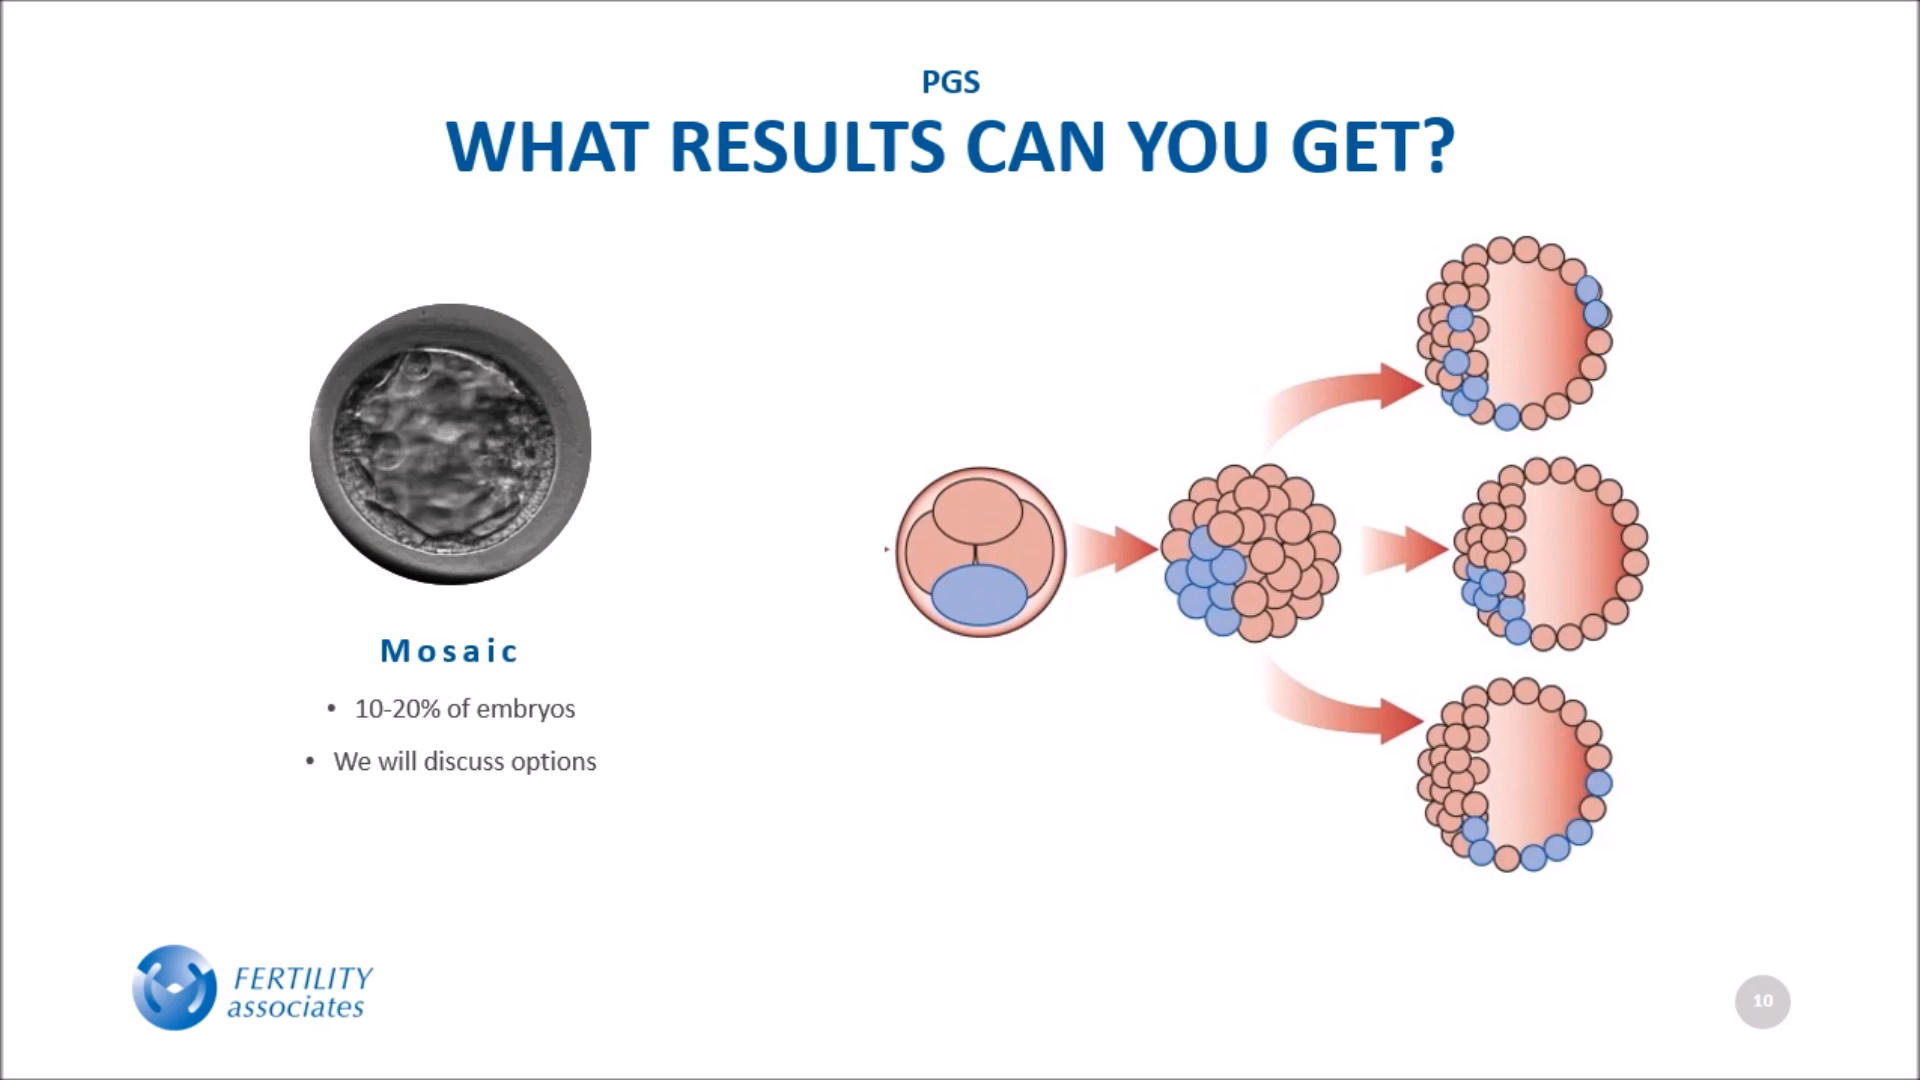 PGS
WHAT RESULTS CAN YOU GET?
Mosaic
• 10-20% of embryos
• We will discuss options
FERTILITY
associates
10